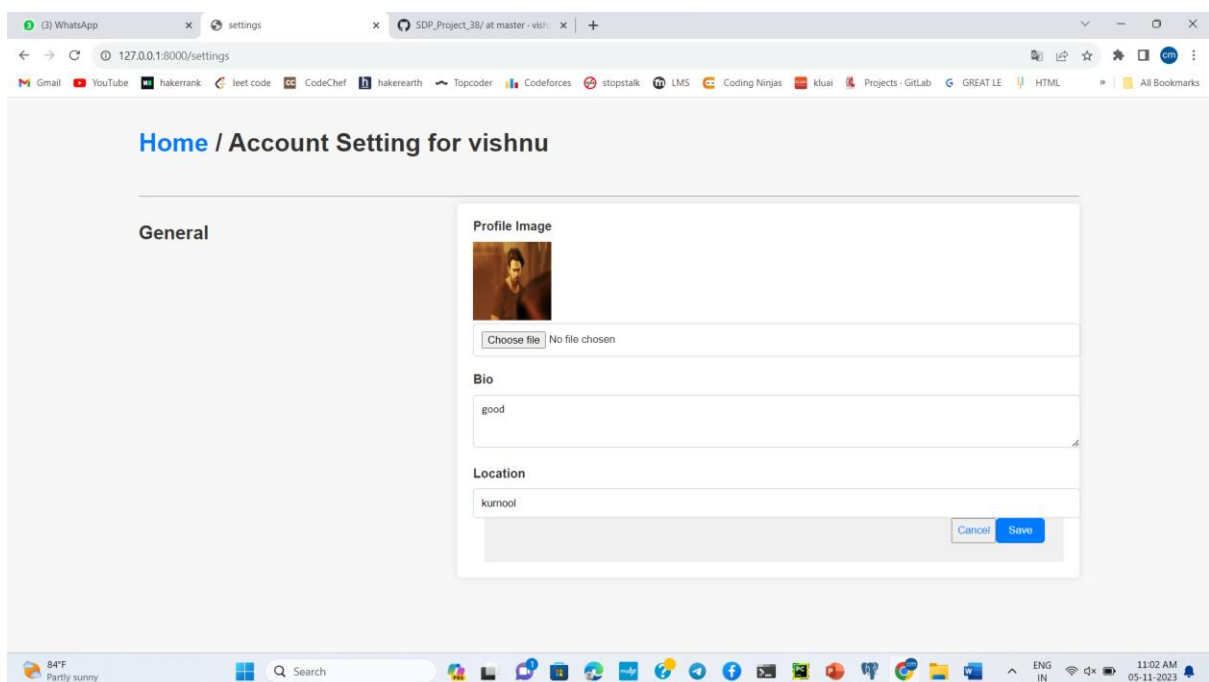 (3) WhatsApp
settings
SDP_Project_38/ at master · vish
127.0.0.1:8000/settings
Gmail YouTube hakerrank leet code CodeChef hakerearth Topcoder Codeforces stopstalk LMS Coding Ninjas kluai Projects · GitLab GREAT LE HTML » All Bookmarks
Home / Account Setting for vishnu
General
Profile Image
Choose file No file chosen
Bio
good
Location
kurnool
Cancel Save
84°F
Partly sunny
Search
ENG
IN
11:02 AM
05-11-2023